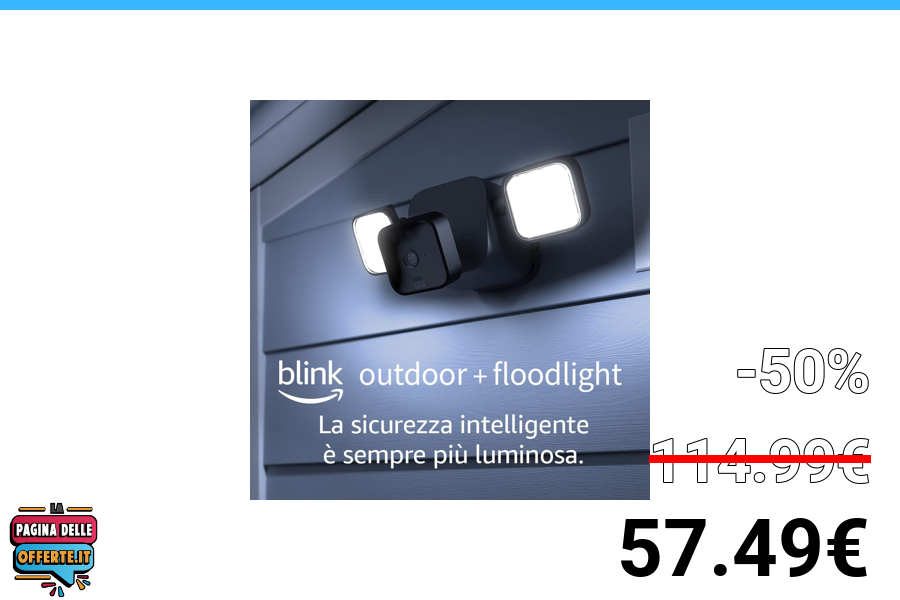 blink outdoor + floodlight
La sicurezza intelligente
è sempre più luminosa.
-50%
114.99€
57.49€
LA
PAGINA DELLE
OFFERTE.IT